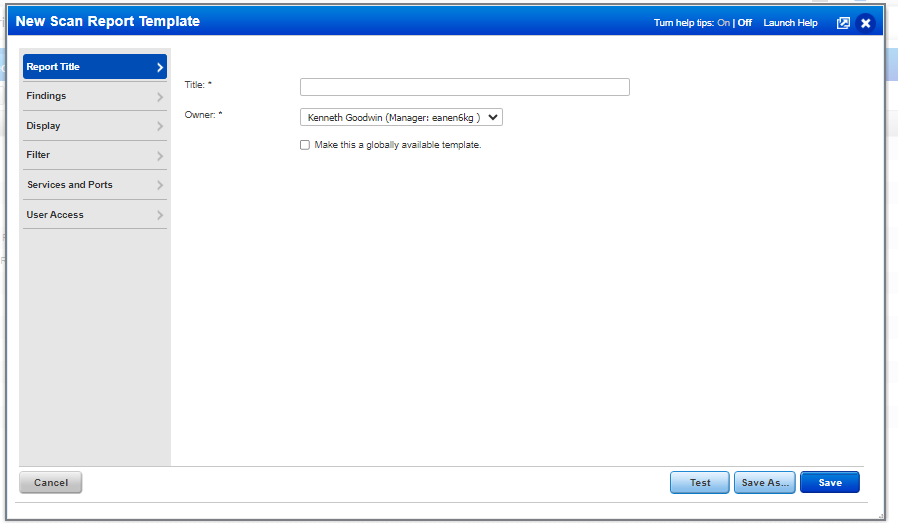 New Scan Report Template
Turn help tips: On | Off Launch Help
Report Title
Findings
Display
Filter
Services and Ports
User Access
Title: *
Owner: *
Kenneth Goodwin (Manager: eanen6kg )
Make this a globally available template.
Cancel
Test
Save As...
Save